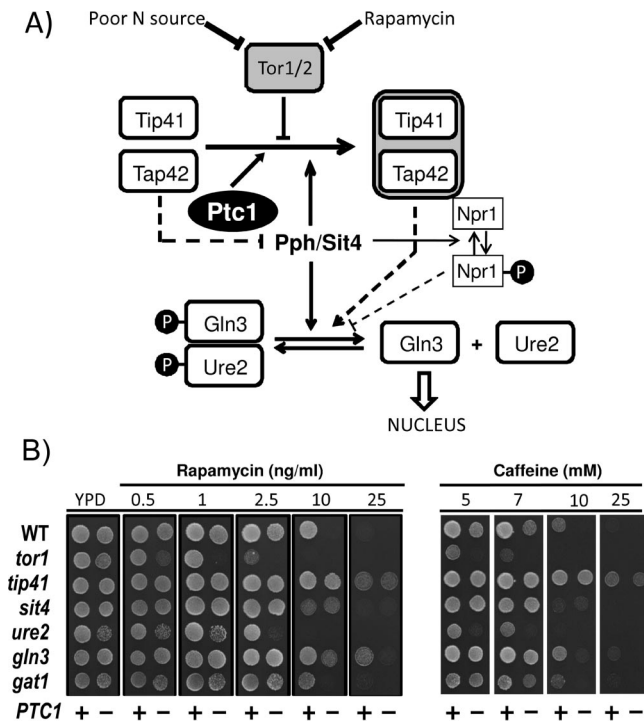 A)
Poor N source
Rapamycin
Tor1/2
Tip41
Tap42
Tip41
Tap42
Ptc1
Pph/Sit4
Npr1
Npr1
P
P
Gln3
P
Ure2
Gln3 + Ure2
NUCLEUS
B)
Rapamycin (ng/ml)
Caffeine (mM)
YPD 0.5 1 2.5 10 25
5 7 10 25
WT
tor1
tip41
sit4
ure2
gln3
gat1
PTC1 + − + − + − + − + − + − + − + − + − + −